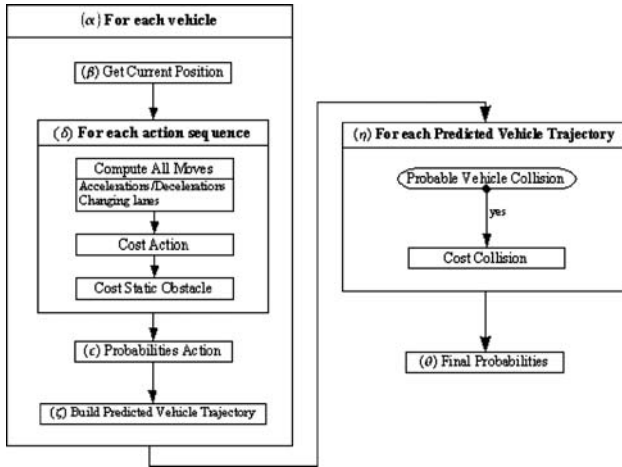 (α) For each vehicle
(β) Get Current Position
(δ) For each action sequence
Compute All Moves
Accelerations/Decelerations
Changing lanes
Cost Action
Cost Static Obstacle
(ε) Probabilities Action
(ζ) Build Predicted Vehicle Trajectory
(η) For each Predicted Vehicle Trajectory
Probable Vehicle Collision
yes
Cost Collision
(θ) Final Probabilities